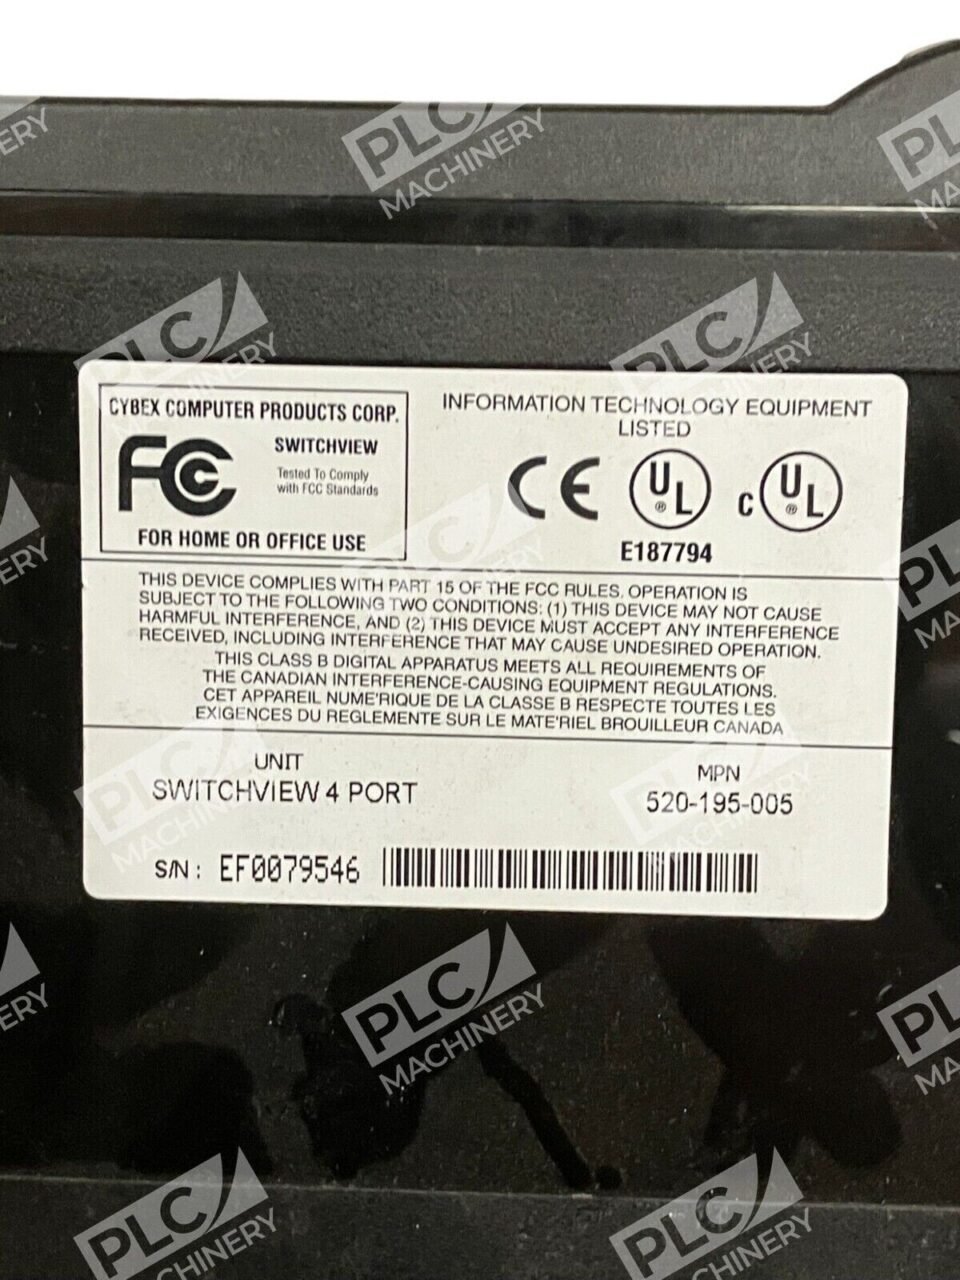 CYBEX COMPUTER PRODUCTS CORP.
FC
SWITCHVIEW
Tested To Comply
with FCC Standards
FOR HOME OR OFFICE USE
INFORMATION TECHNOLOGY EQUIPMENT
LISTED
CE UL ® c UL ®
E187794
THIS DEVICE COMPLIES WITH PART 15 OF THE FCC RULES. OPERATION IS
SUBJECT TO THE FOLLOWING TWO CONDITIONS: (1) THIS DEVICE MAY NOT CAUSE
HARMFUL INTERFERENCE, AND (2) THIS DEVICE MUST ACCEPT ANY INTERFERENCE
RECEIVED, INCLUDING INTERFERENCE THAT MAY CAUSE UNDESIRED OPERATION.
THIS CLASS B DIGITAL APPARATUS MEETS ALL REQUIREMENTS OF
THE CANADIAN INTERFERENCE-CAUSING EQUIPMENT REGULATIONS.
CET APPAREIL NUME'RIQUE DE LA CLASSE B RESPECTE TOUTES LES
EXIGENCES DU REGLEMENTE SUR LE MATE'RIEL BROUILLEUR CANADA
UNIT
SWITCHVIEW 4 PORT
MPN
520-195-005
S/N : EF0079546
PLC
MACHINERY